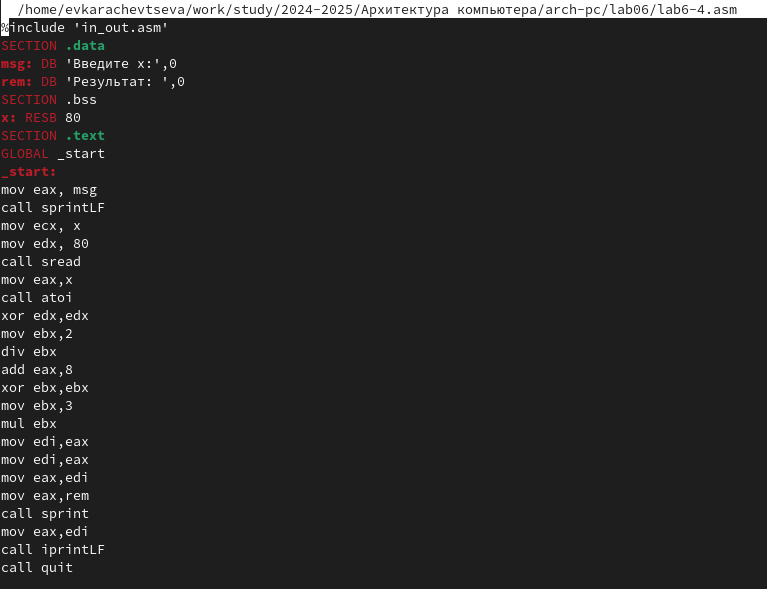 /home/evkarachevtseva/work/study/2024-2025/Архитектура компьютера/arch-pc/lab06/lab6-4.asm
%include 'in_out.asm'
SECTION .data
msg: DB 'Введите x:',0
rem: DB 'Результат: ',0
SECTION .bss
x: RESB 80
SECTION .text
GLOBAL _start
_start:
mov eax, msg
call sprintLF
mov ecx, x
mov edx, 80
call sread
mov eax,x
call atoi
xor edx,edx
mov ebx,2
div ebx
add eax,8
xor ebx,ebx
mov ebx,3
mul ebx
mov edi,eax
mov edi,eax
mov eax,edi
mov eax,rem
call sprint
mov eax,edi
call iprintLF
call quit